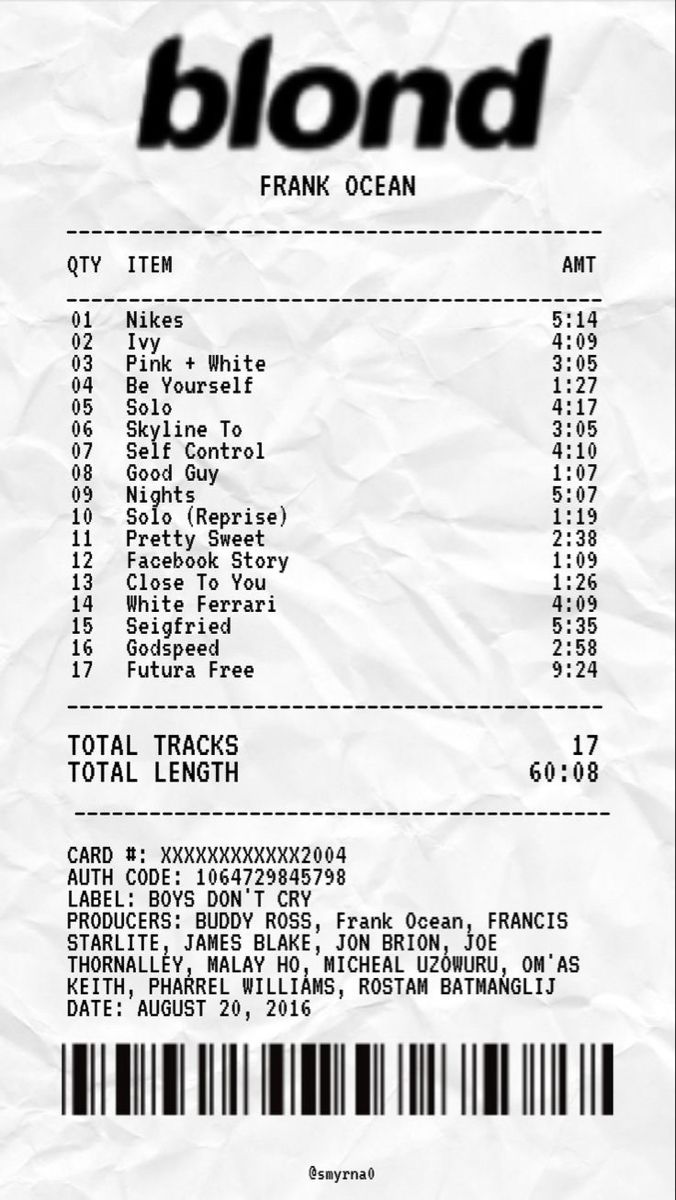 blond
FRANK OCEAN
QTY ITEM AMT
01 Nikes 5:14
02 Ivy 4:09
03 Pink + White 3:05
04 Be Yourself 1:27
05 Solo 4:17
06 Skyline To 3:05
07 Self Control 4:10
08 Good Guy 1:07
09 Nights 5:07
10 Solo (Reprise) 1:19
11 Pretty Sweet 2:38
12 Facebook Story 1:09
13 Close To You 1:26
14 White Ferrari 4:09
15 Seigfried 5:35
16 Godspeed 2:58
17 Futura Free 9:24
TOTAL TRACKS 17
TOTAL LENGTH 60:08
CARD #: XXXXXXXXXXXX2004
AUTH CODE: 1064729845798
LABEL: BOYS DON'T CRY
PRODUCERS: BUDDY ROSS, Frank Ocean, FRANCIS
STARLITE, JAMES BLAKE, JON BRION, JOE
THORNALLEY, MALAY HO, MICHEAL UZOWURU, OM'AS
KEITH, PHARREL WILLIAMS, ROSTAM BATMANGLIJ
DATE: AUGUST 20, 2016
@smyrna0